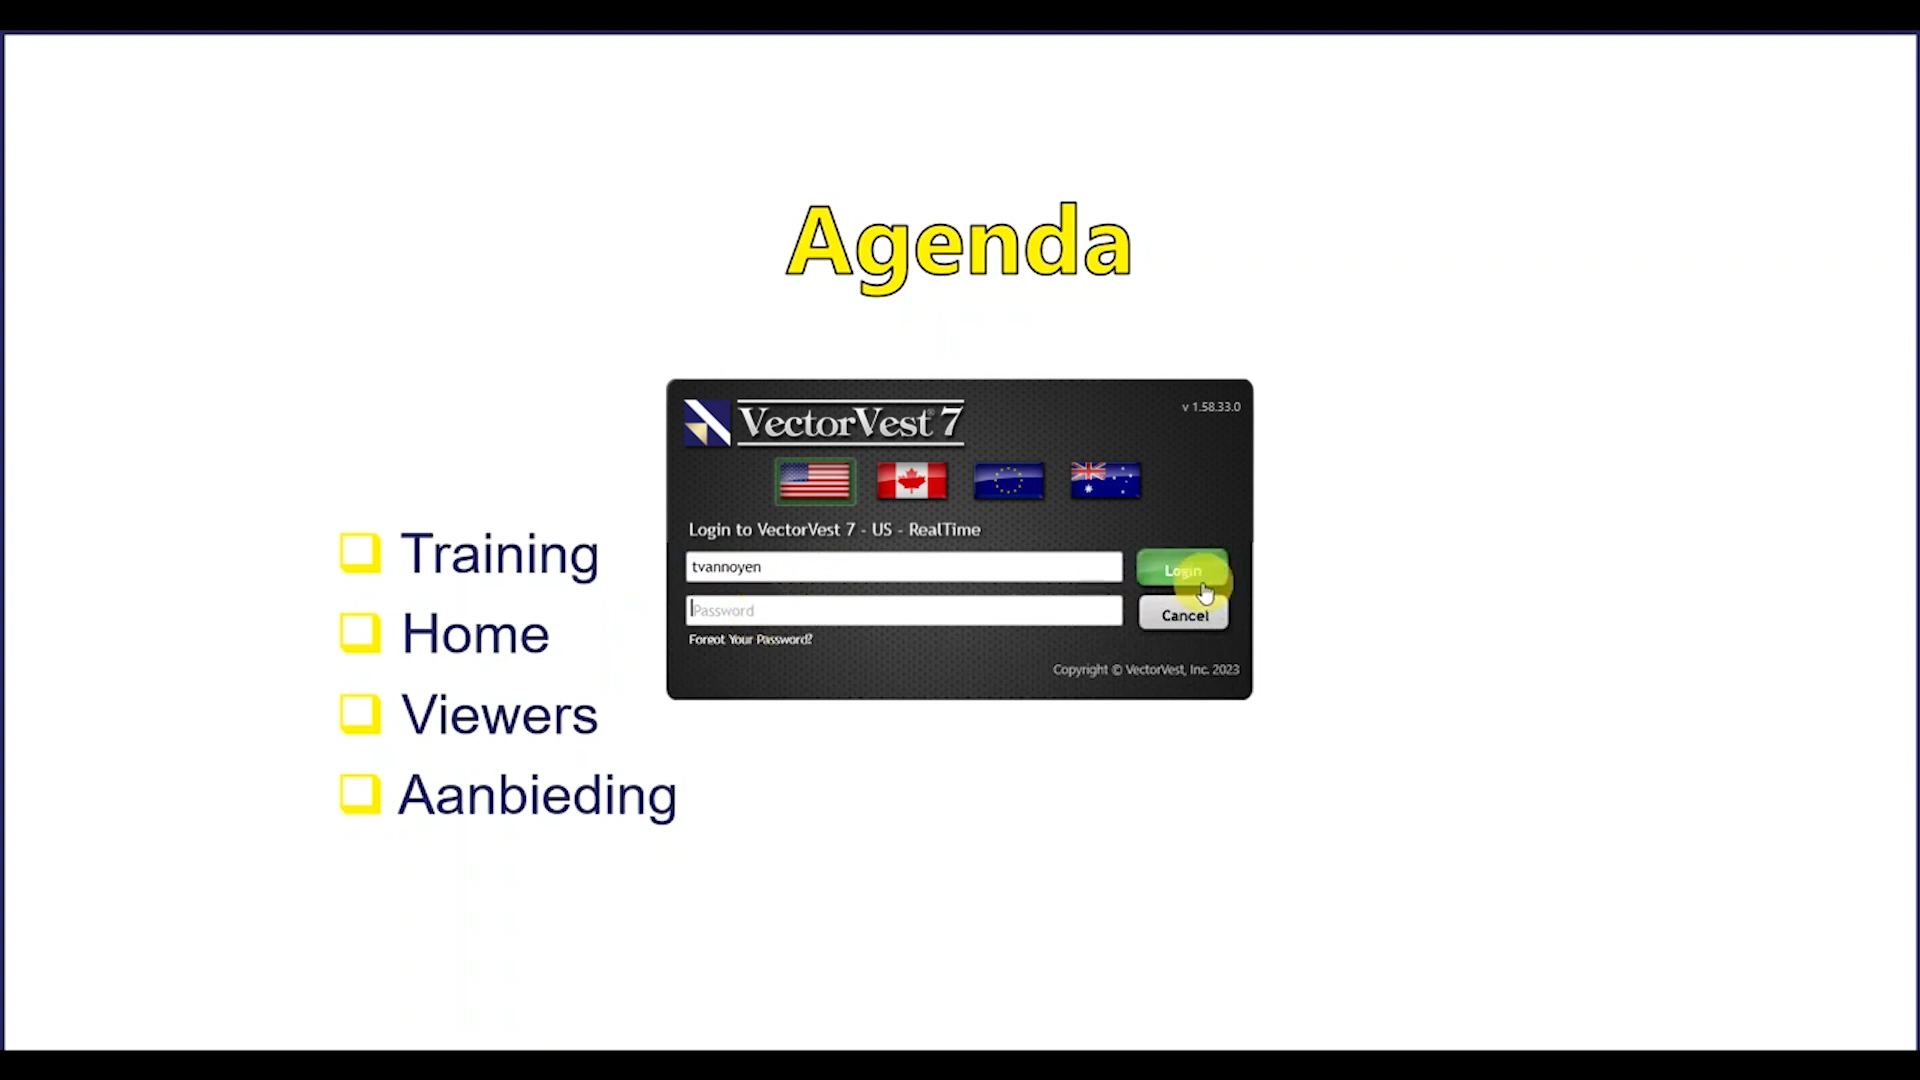 Agenda
VectorVest® 7
v 1.58.33.0
Login to VectorVest 7 - US - RealTime
tvannoyen
Login
Password
Cancel
Forgot Your Password?
Copyright © VectorVest, Inc. 2023
Training
Home
Viewers
Aanbieding